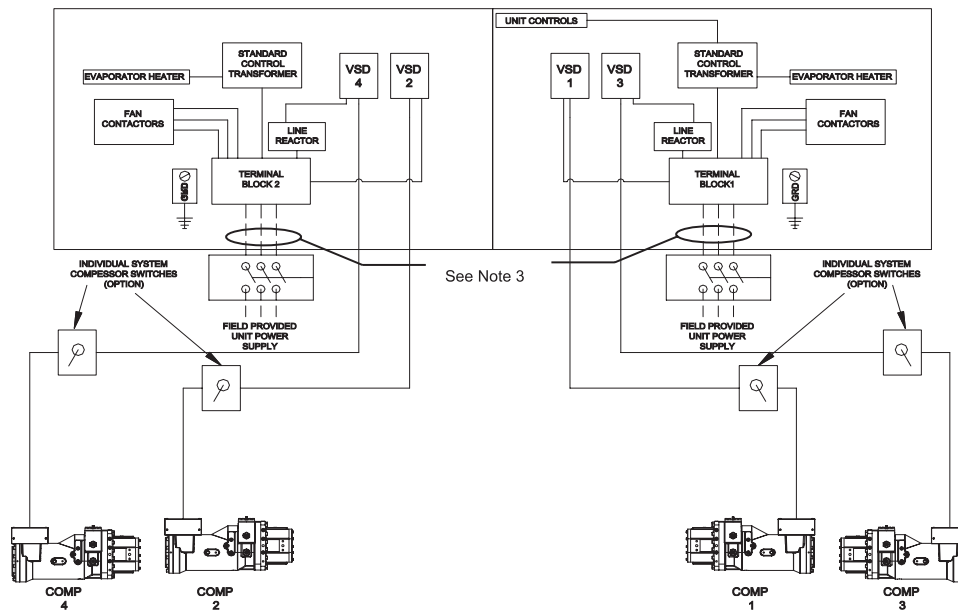 UNIT CONTROLS
STANDARD
CONTROL
TRANSFORMER
VSD
4
VSD
2
VSD
1
VSD
3
STANDARD
CONTROL
TRANSFORMER
EVAPORATOR HEATER
EVAPORATOR HEATER
FAN
CONTACTORS
LINE
REACTOR
LINE
REACTOR
FAN
CONTACTORS
GRD
TERMINAL
BLOCK 2
TERMINAL
BLOCK1
GRD
INDIVIDUAL SYSTEM
COMPESSOR SWITCHES
(OPTION)
See Note 3
INDIVIDUAL SYSTEM
COMPESSOR SWITCHES
(OPTION)
FIELD PROVIDED
UNIT POWER
SUPPLY
FIELD PROVIDED
UNIT POWER
SUPPLY
COMP
4
COMP
2
COMP
1
COMP
3